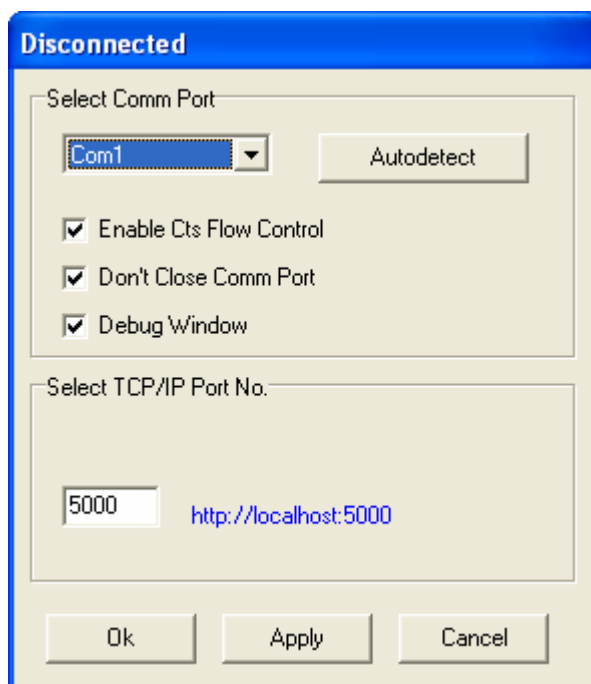 Disconnected
Select Comm Port
Com1
Autodetect
Enable Cts Flow Control
Don't Close Comm Port
Debug Window
Select TCP/IP Port No.
5000
http://localhost:5000
Ok
Apply
Cancel